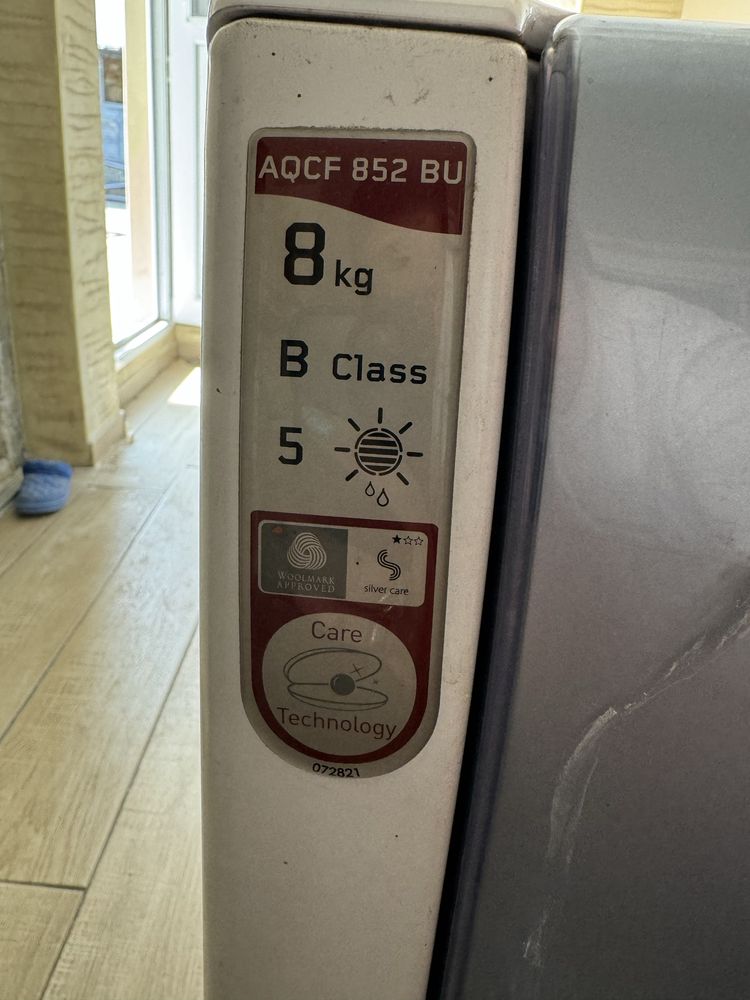 AQCF 852 BU
8 kg
B Class
5
WOOLMARK
APPROVED
silver care
Care
Technology
072821